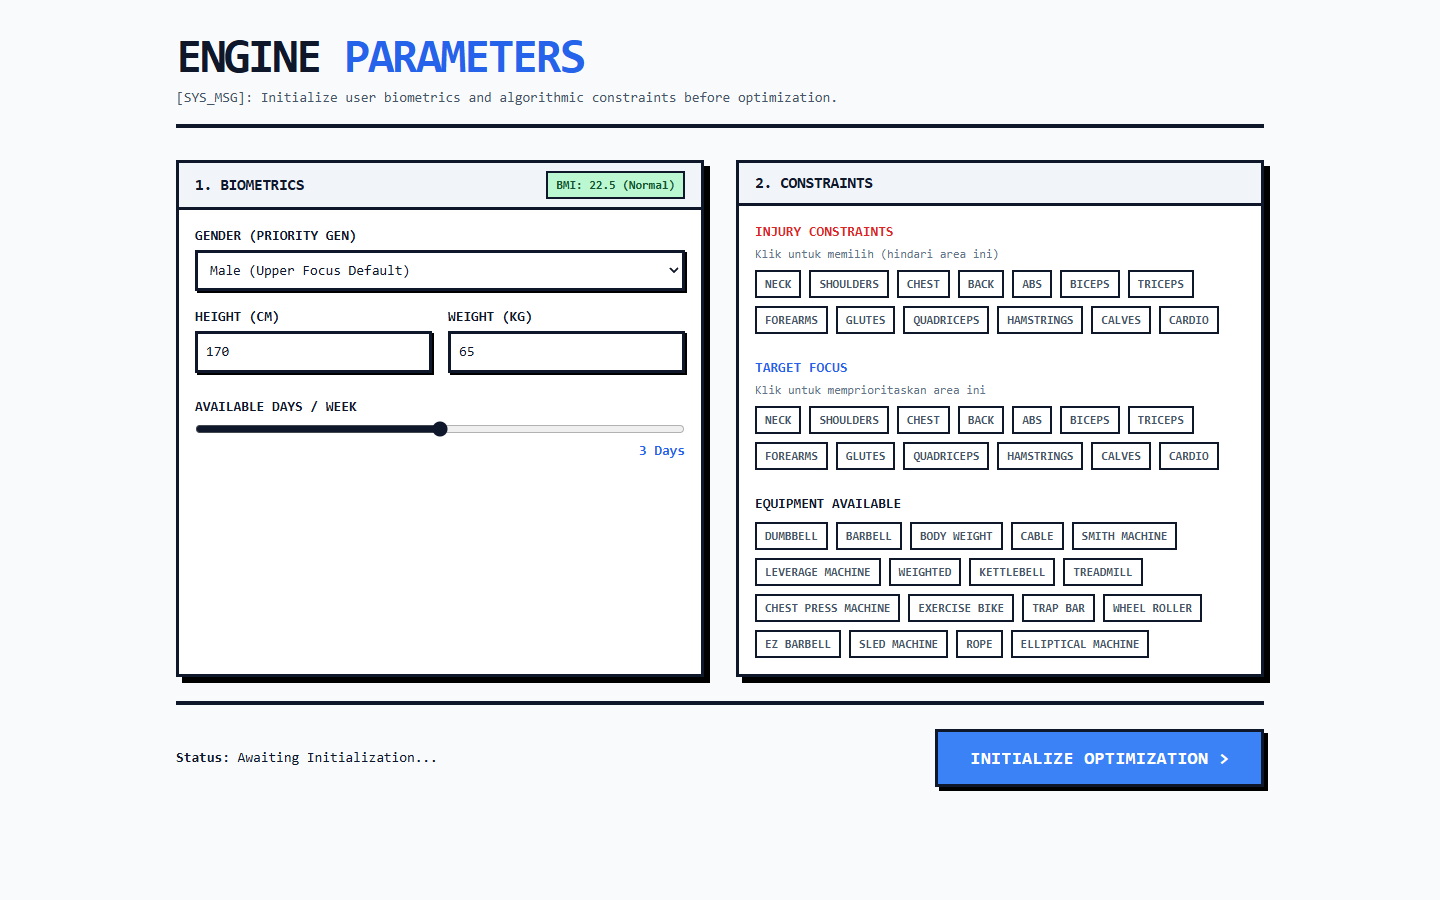 ENGINE PARAMETERS
[SYS_MSG]: Initialize user biometrics and algorithmic constraints before optimization.
1. BIOMETRICS
BMI: 22.5 (Normal)
GENDER (PRIORITY GEN)
Male (Upper Focus Default)
HEIGHT (CM)
WEIGHT (KG)
170
65
AVAILABLE DAYS / WEEK
3 Days
2. CONSTRAINTS
INJURY CONSTRAINTS
Klik untuk memilih (hindari area ini)
NECK SHOULDERS CHEST BACK ABS BICEPS TRICEPS
FOREARMS GLUTES QUADRICEPS HAMSTRINGS CALVES CARDIO
TARGET FOCUS
Klik untuk memprioritaskan area ini
NECK SHOULDERS CHEST BACK ABS BICEPS TRICEPS
FOREARMS GLUTES QUADRICEPS HAMSTRINGS CALVES CARDIO
EQUIPMENT AVAILABLE
DUMBBELL BARBELL BODY WEIGHT CABLE SMITH MACHINE
LEVERAGE MACHINE WEIGHTED KETTLEBELL TREADMILL
CHEST PRESS MACHINE EXERCISE BIKE TRAP BAR WHEEL ROLLER
EZ BARBELL SLED MACHINE ROPE ELLIPTICAL MACHINE
Status: Awaiting Initialization...
INITIALIZE OPTIMIZATION >